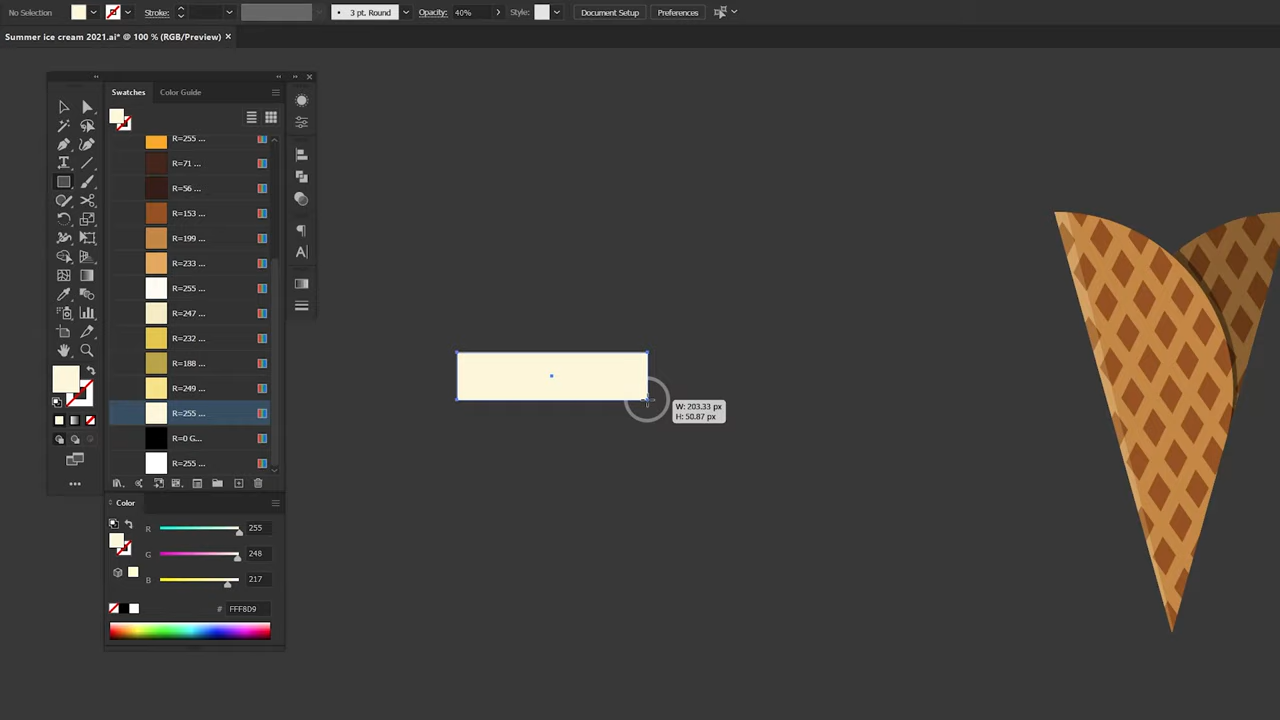 No Selection Stroke: 3 pt. Round Opacity: 40% Style: Document Setup Preferences
Summer ice cream 2021.ai* @ 100 % (RGB/Preview) ×
Swatches Color Guide
R=255 ...
R=71 ...
R=56 ...
R=153 ...
R=199 ...
R=233 ...
R=255 ...
R=247 ...
R=232 ...
R=188 ...
R=249 ...
R=255 ...
R=0 G...
R=255 ...
Color
R 255
G 248
B 217
# FFF8D9
W: 203.33 px
H: 50.87 px